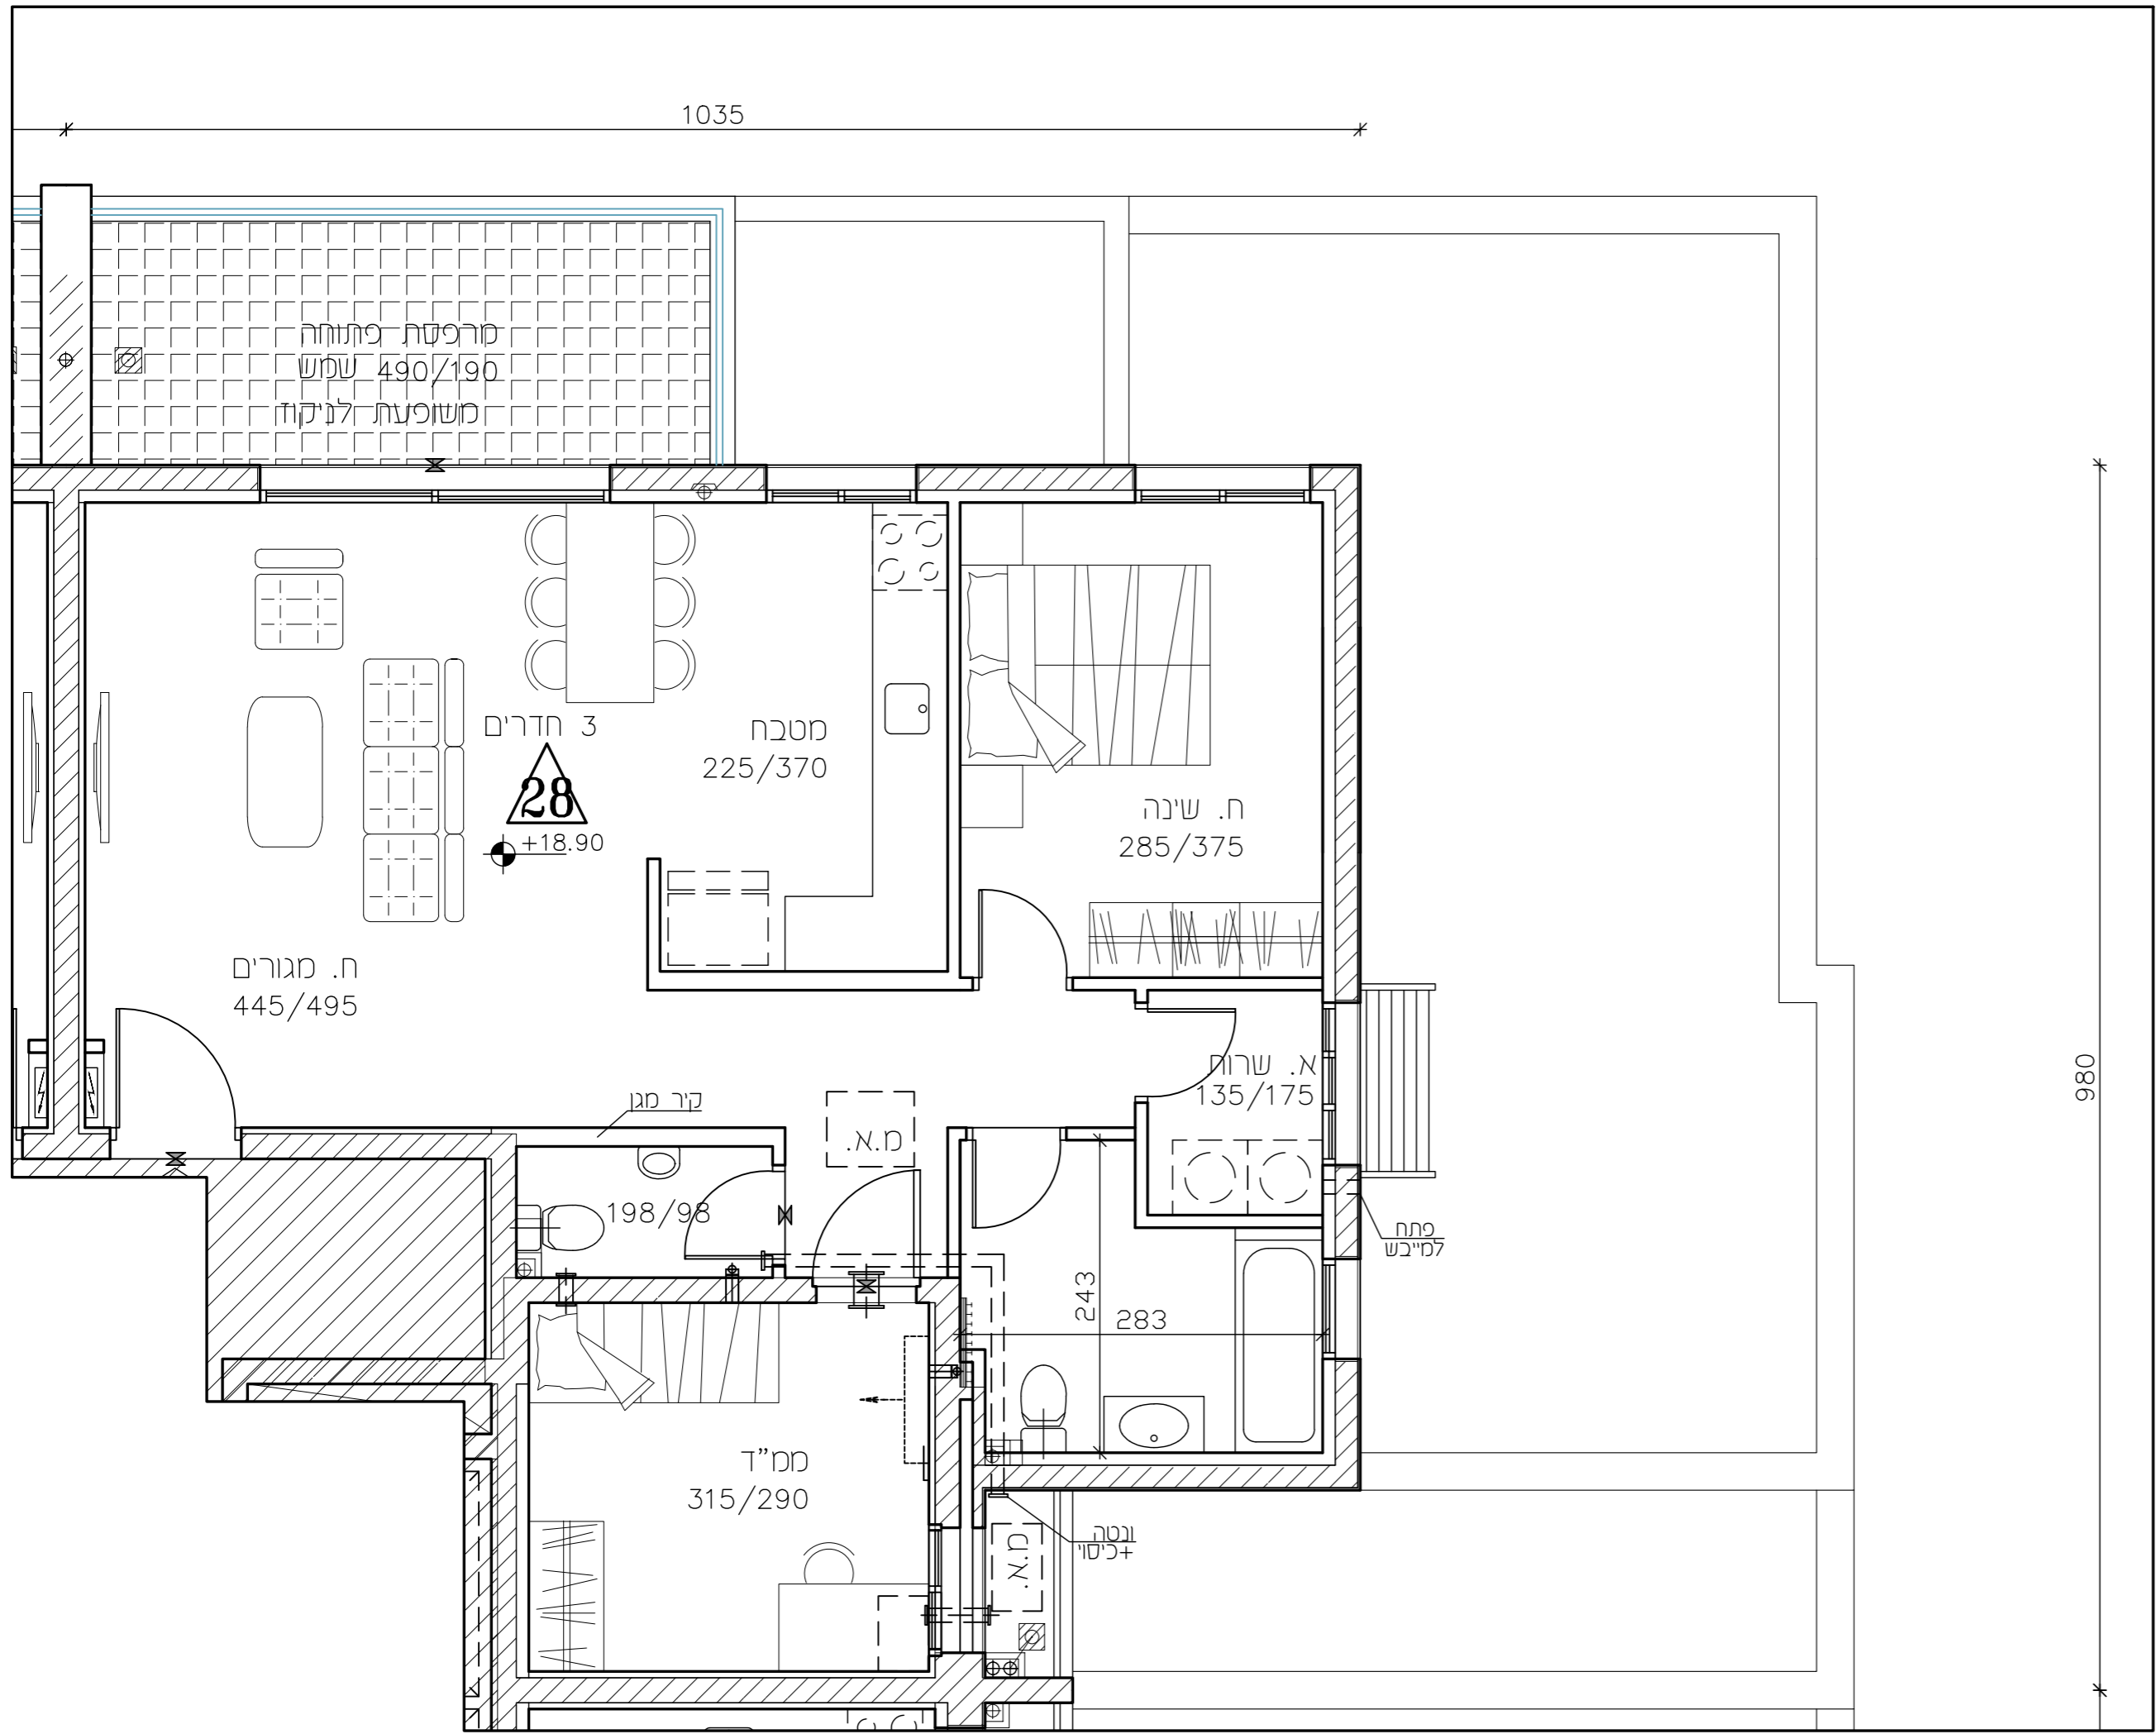 1035
מרפסת פתוחה
490/190 שמש
משופעת לניקוז
3 חדרים
28
+18.90
מטבח
225/370
ח. שינה
285/375
ח. מגורים
445/495
א. שרות
135/175
980
קיר מגן
מ.א.
198/98
פתח
למייבש
243
283
ממ"ד
315/290
ונטה
+כיסוי
מ.א.